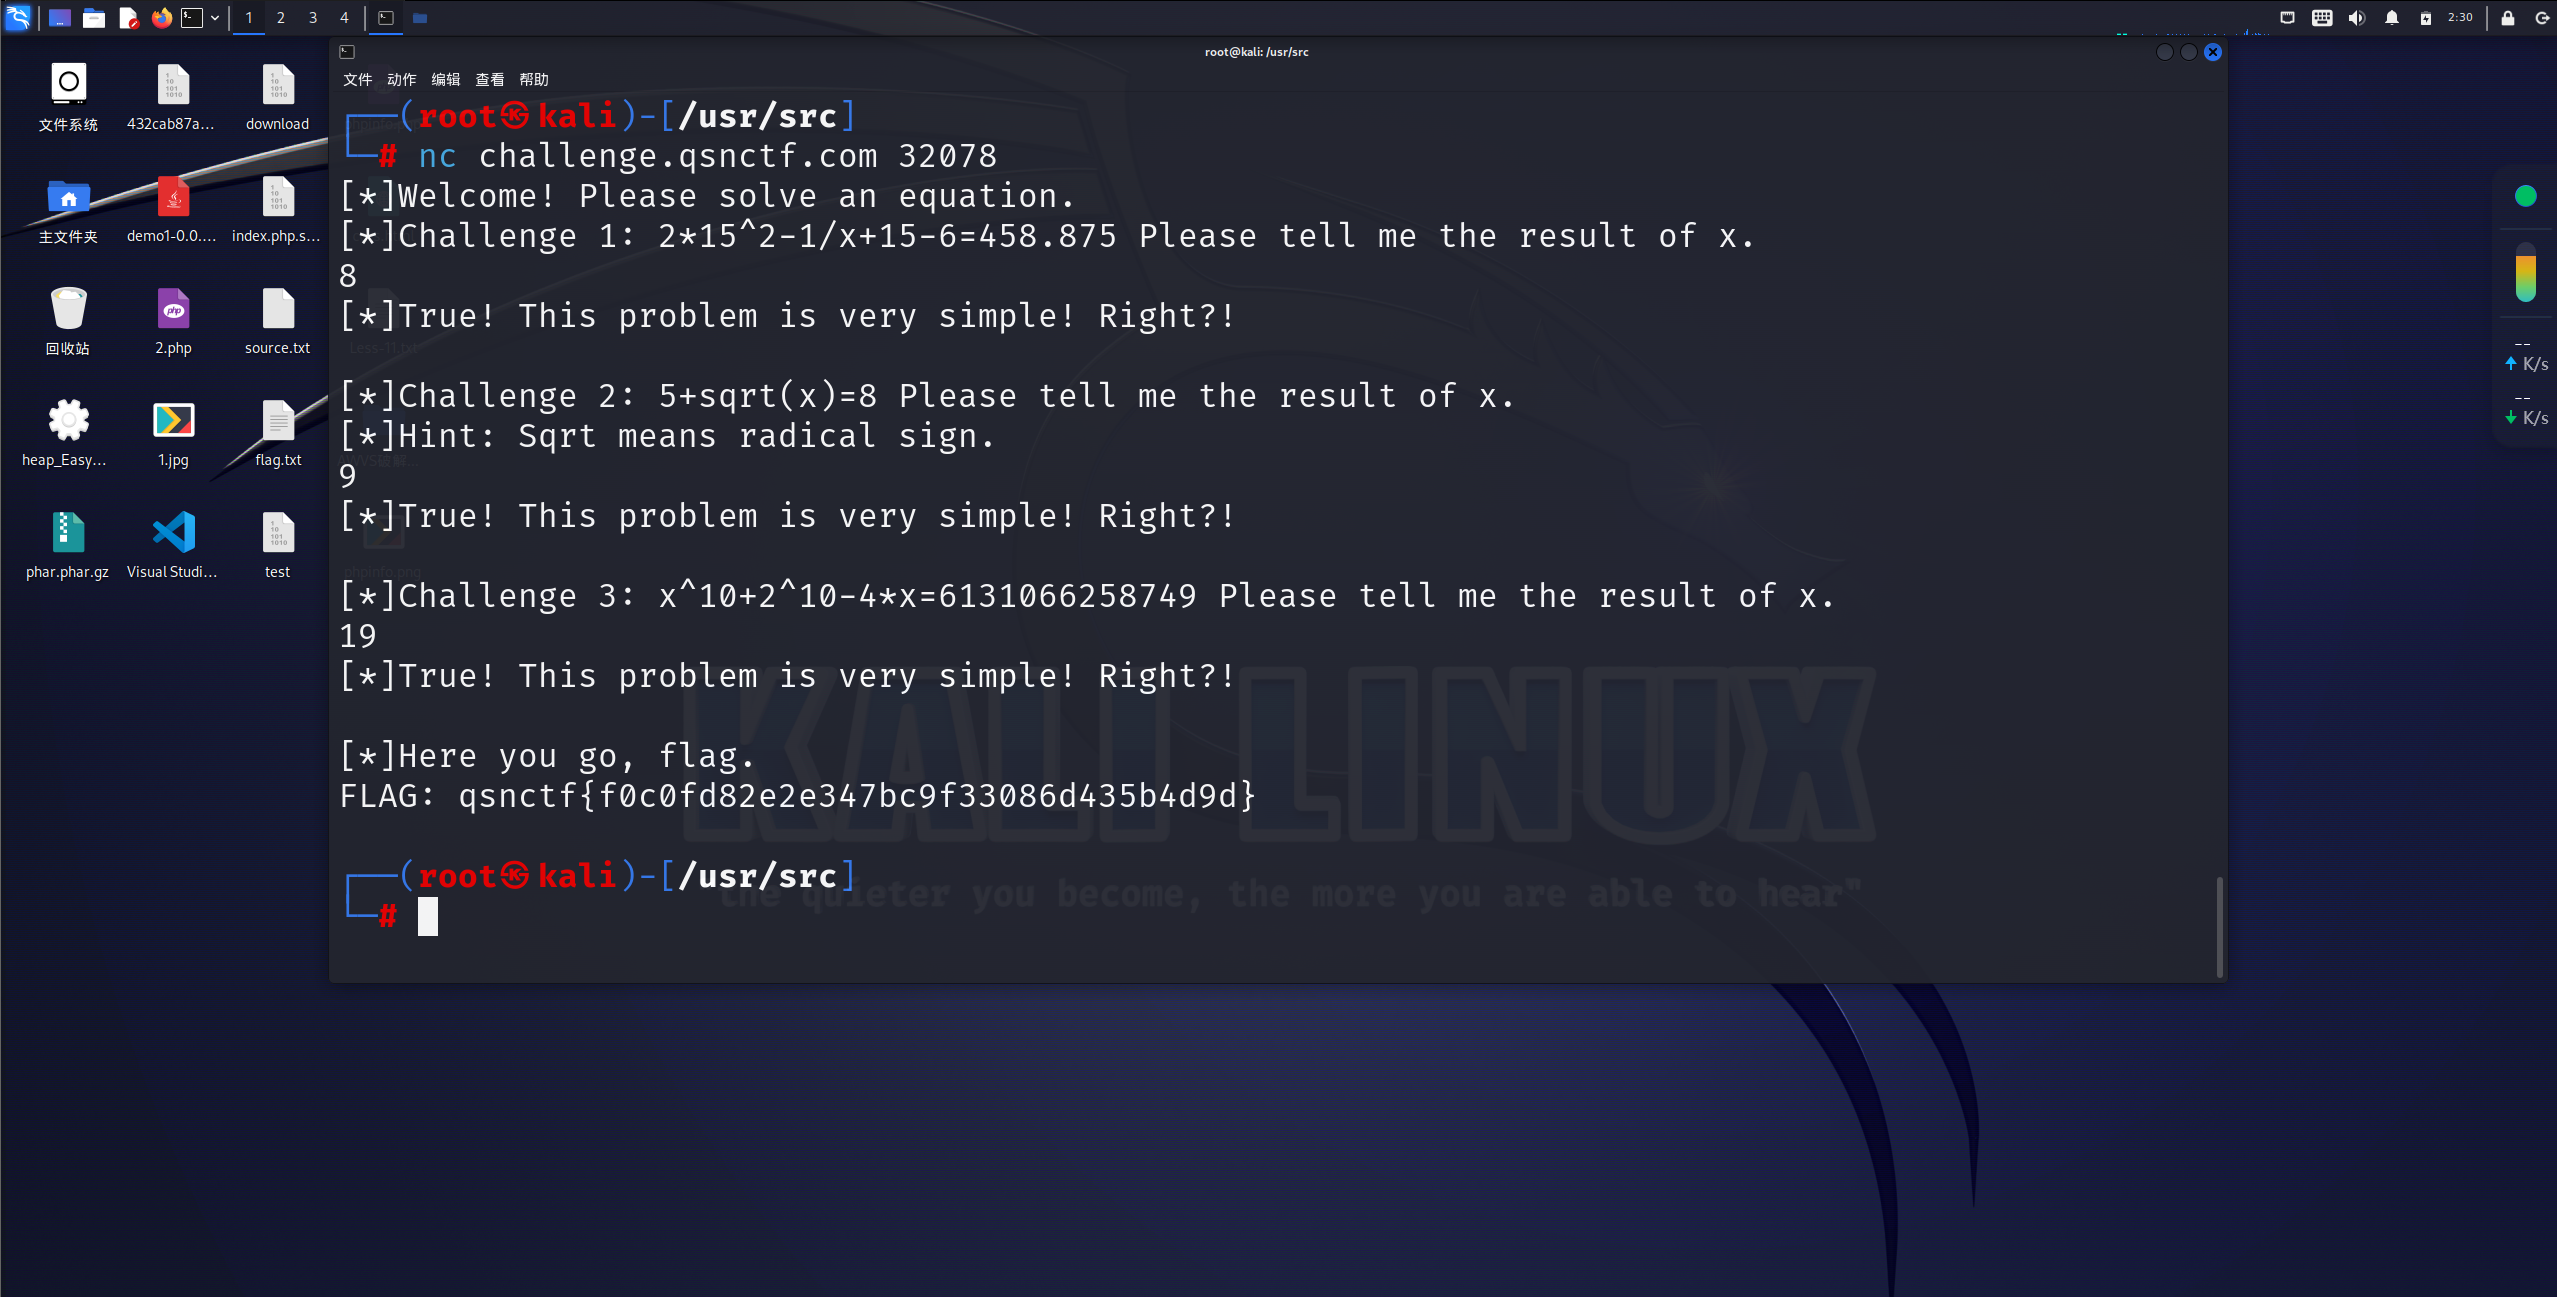 1 2 3 4
2:30
root@kali: /usr/src
文件 动作 编辑 查看 帮助
文件系统
432cab87a...
download
主文件夹
demo1-0.0....
index.php.s...
回收站
2.php
source.txt
heap_Easy...
1.jpg
flag.txt
phar.phar.gz
Visual Studi...
test
(root㉿kali)-[/usr/src]
# nc challenge.qsnctf.com 32078
[*]Welcome! Please solve an equation.
[*]Challenge 1: 2*15^2-1/x+15-6=458.875 Please tell me the result of x.
8
[*]True! This problem is very simple! Right?!
[*]Challenge 2: 5+sqrt(x)=8 Please tell me the result of x.
[*]Hint: Sqrt means radical sign.
9
[*]True! This problem is very simple! Right?!
[*]Challenge 3: x^10+2^10-4*x=6131066258749 Please tell me the result of x.
19
[*]True! This problem is very simple! Right?!
[*]Here you go, flag.
FLAG: qsnctf{f0c0fd82e2e347bc9f33086d435b4d9d}
(root㉿kali)-[/usr/src]
#
KALI LINUX
the quieter you become, the more you are able to hear"
-- K/s
-- K/s